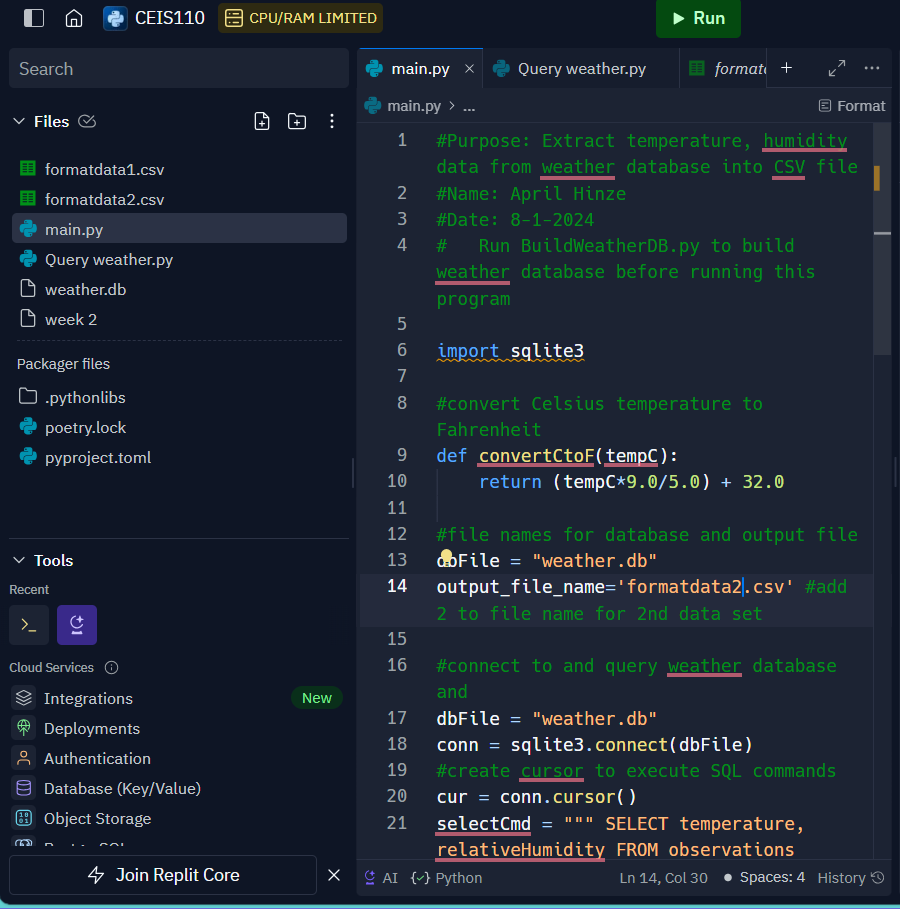 CEIS110
CPU/RAM LIMITED
Run
Search
Files
formatdata1.csv
formatdata2.csv
main.py
Query weather.py
weather.db
week 2
Packager files
.pythonlibs
poetry.lock
pyproject.toml
Tools
Recent
Cloud Services
Integrations
New
Deployments
Authentication
Database (Key/Value)
Object Storage
Join Replit Core
main.py
Query weather.py
main.py > ...
Format
1 #Purpose: Extract temperature, humidity
data from weather database into CSV file
2 #Name: April Hinze
3 #Date: 8-1-2024
4 #   Run BuildWeatherDB.py to build
weather database before running this
program
5
6 import sqlite3
7
8 #convert Celsius temperature to
Fahrenheit
9 def convertCtoF(tempC):
10     return (tempC*9.0/5.0) + 32.0
11
12 #file names for database and output file
13 dbFile = "weather.db"
14 output_file_name='formatdata2.csv' #add
2 to file name for 2nd data set
15
16 #connect to and query weather database
and
17 dbFile = "weather.db"
18 conn = sqlite3.connect(dbFile)
19 #create cursor to execute SQL commands
20 cur = conn.cursor()
21 selectCmd = """ SELECT temperature,
relativeHumidity FROM observations
AI
Python
Ln 14, Col 30
Spaces: 4
History